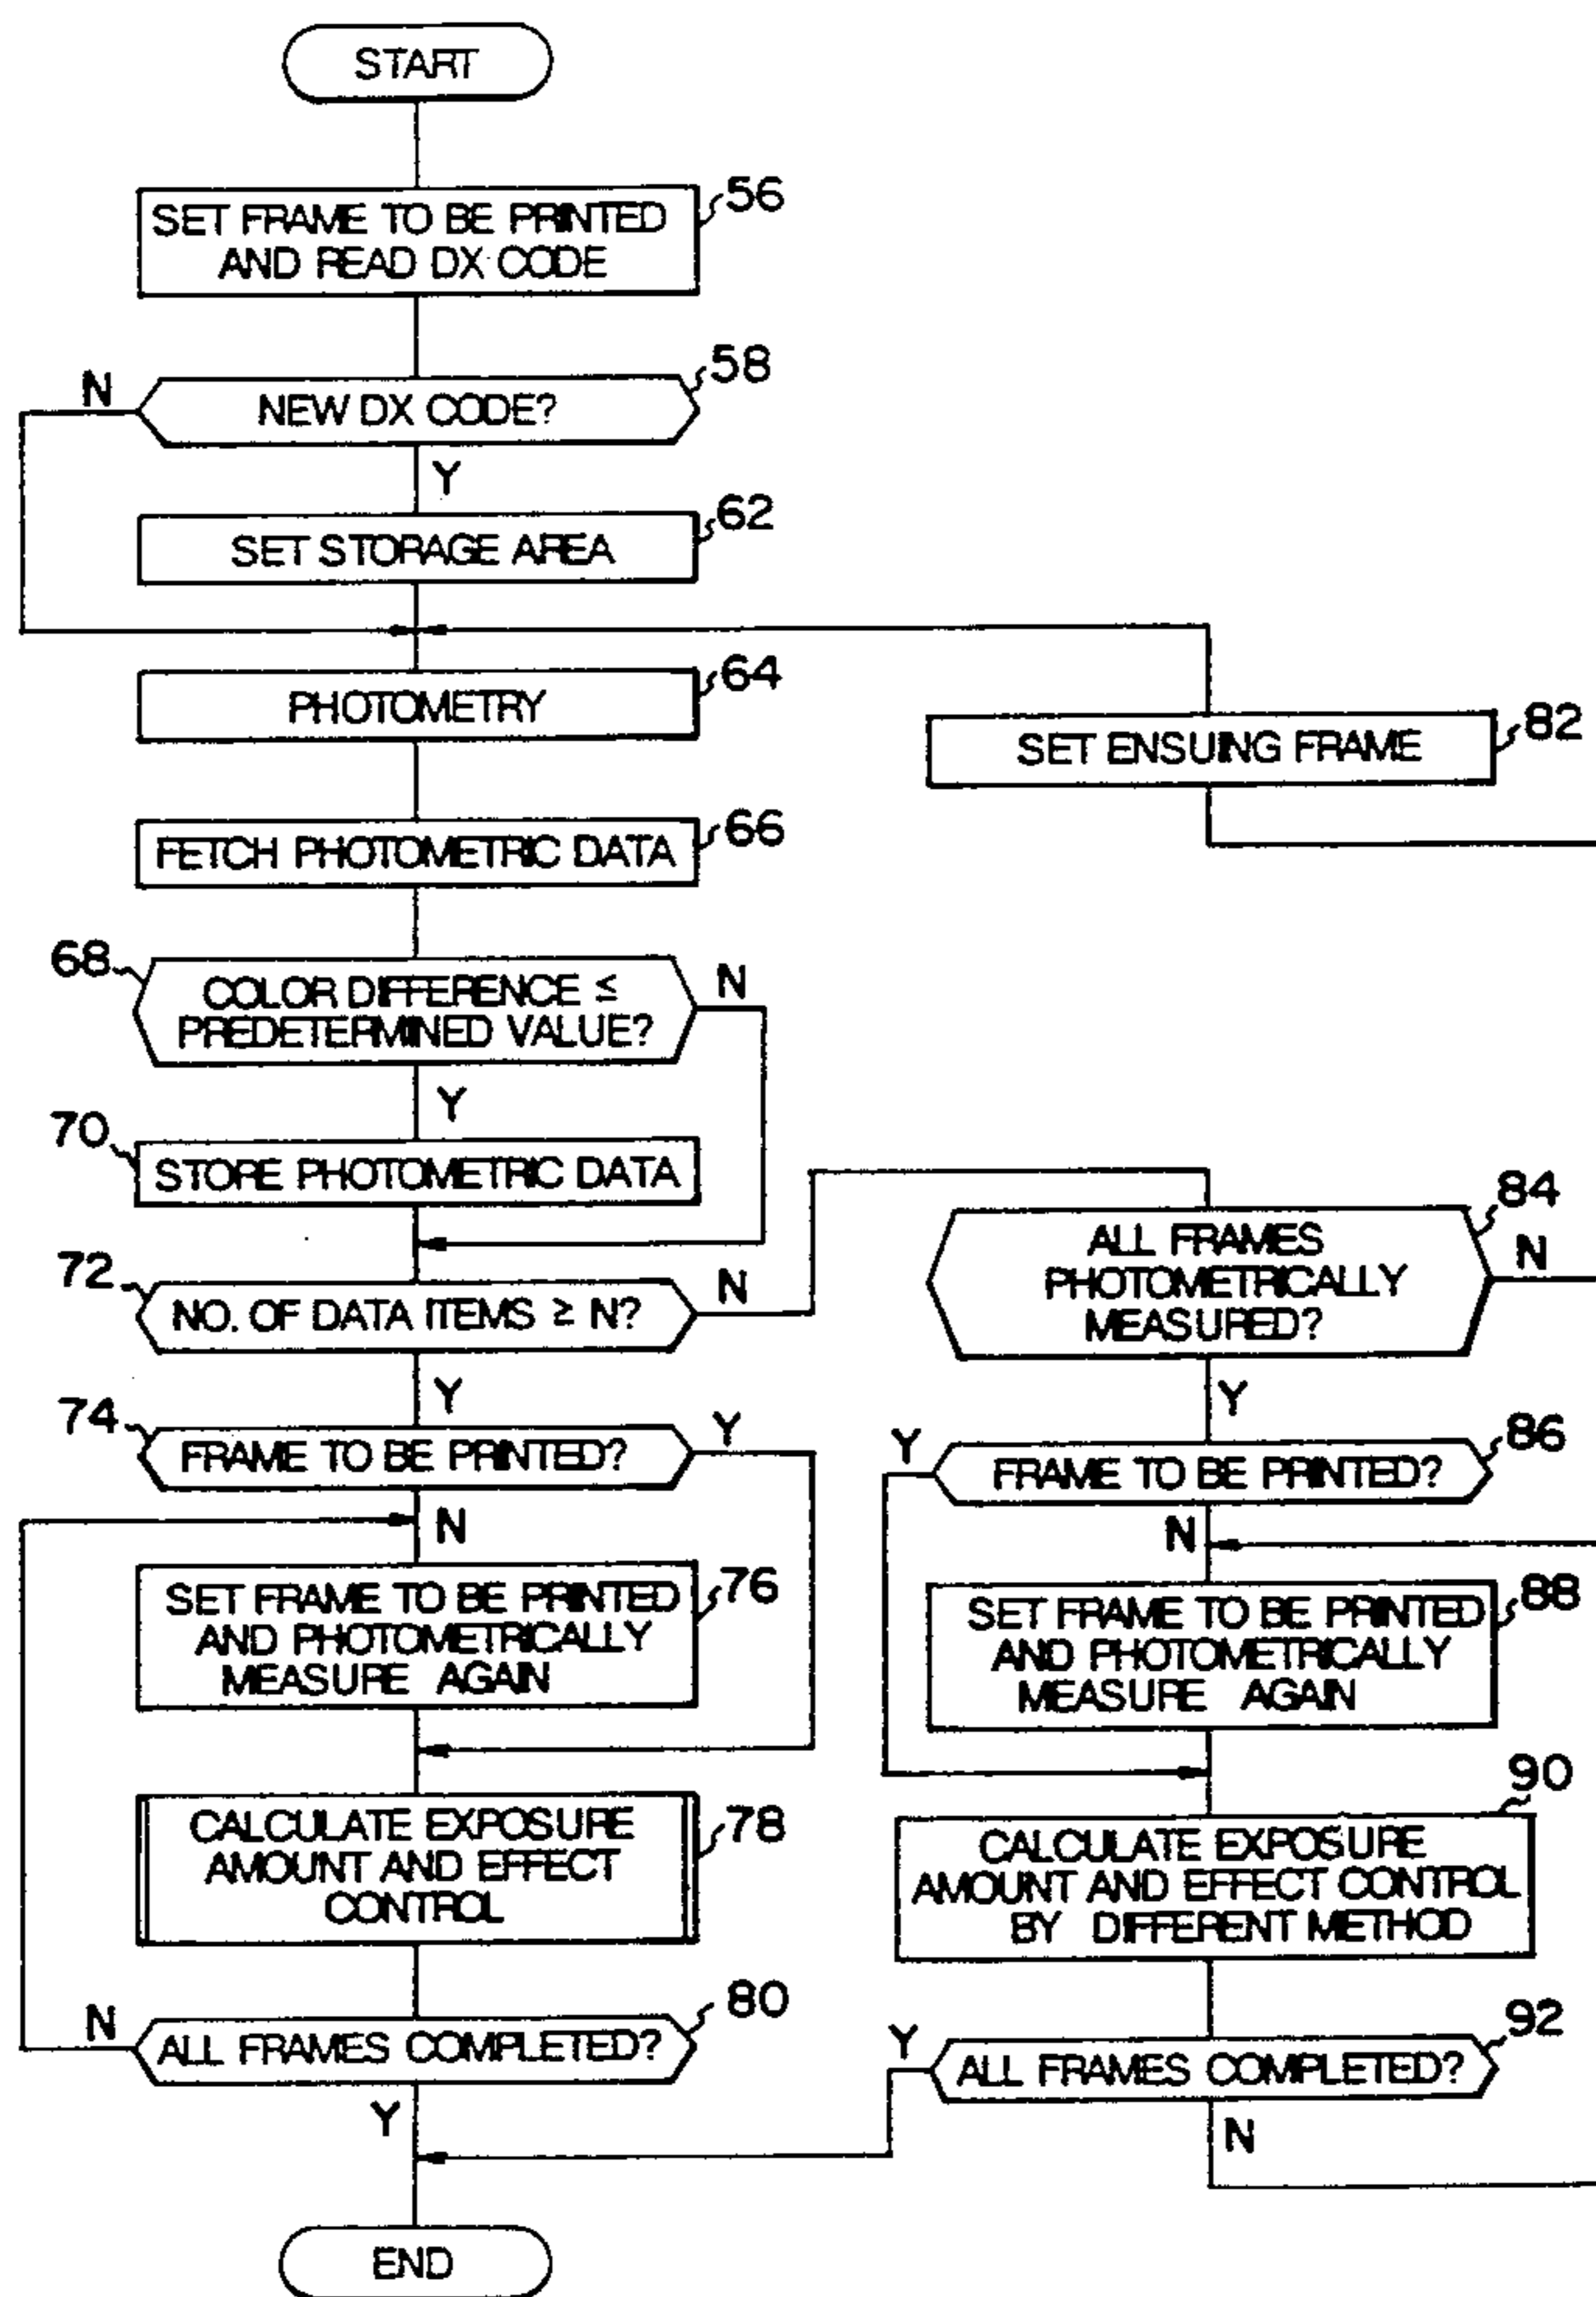 START
SET FRAME TO BE PRINTED
AND READ DX CODE
56
NEW DX CODE?
58
N
Y
SET STORAGE AREA
62
PHOTOMETRY
64
SET ENSUING FRAME
82
FETCH PHOTOMETRIC DATA
66
68
COLOR DIFFERENCE ≤
PREDETERMINED VALUE?
N
Y
70
STORE PHOTOMETRIC DATA
72
NO. OF DATA ITEMS ≥ N?
N
Y
84
ALL FRAMES
PHOTOMETRICALLY
MEASURED?
N
Y
74
FRAME TO BE PRINTED?
Y
N
86
FRAME TO BE PRINTED?
Y
N
SET FRAME TO BE PRINTED
AND PHOTOMETRICALLY
MEASURE AGAIN
76
SET FRAME TO BE PRINTED
AND PHOTOMETRICALLY
MEASURE AGAIN
88
CALCULATE EXPOSURE
AMOUNT AND EFFECT
CONTROL
78
90
CALCULATE EXPOSURE
AMOUNT AND EFFECT CONTROL
BY DIFFERENT METHOD
80
N
ALL FRAMES COMPLETED?
Y
92
Y
ALL FRAMES COMPLETED?
N
END